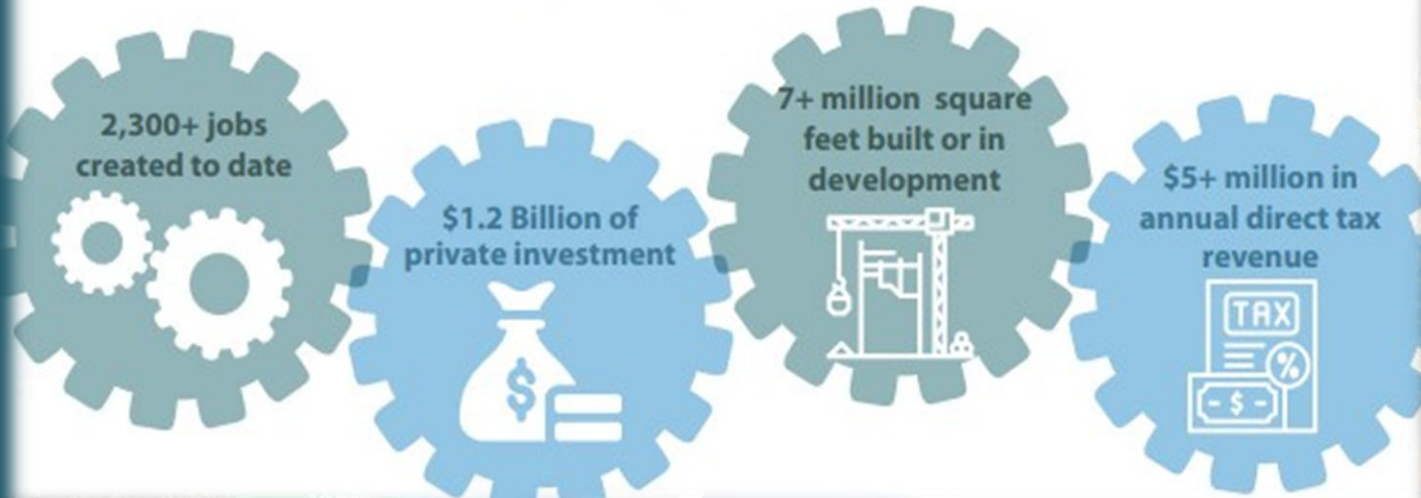 2,300+ jobs
created to date
$1.2 Billion of
private investment
7+ million square
feet built or in
development
$5+ million in
annual direct tax
revenue
TAX
%
$
- $ -